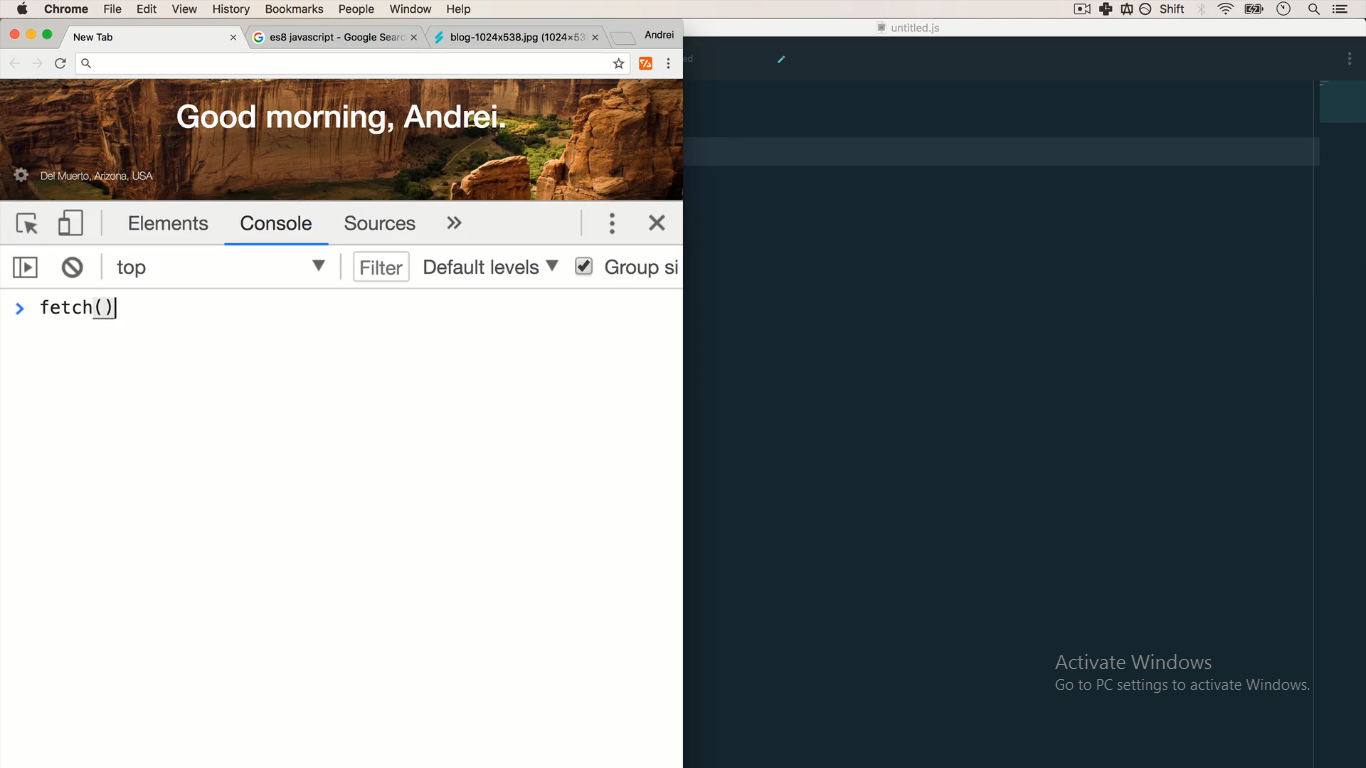 Chrome File Edit View History Bookmarks People Window Help Shift
untitled.js
New Tab es8 javascript - Google Searc blog-1024x538.jpg (1024×53 Andrei
ed
Good morning, Andrei.
Del Muerto, Arizona, USA
Elements Console Sources
top Filter Default levels Group si
fetch()
Activate Windows
Go to PC settings to activate Windows.